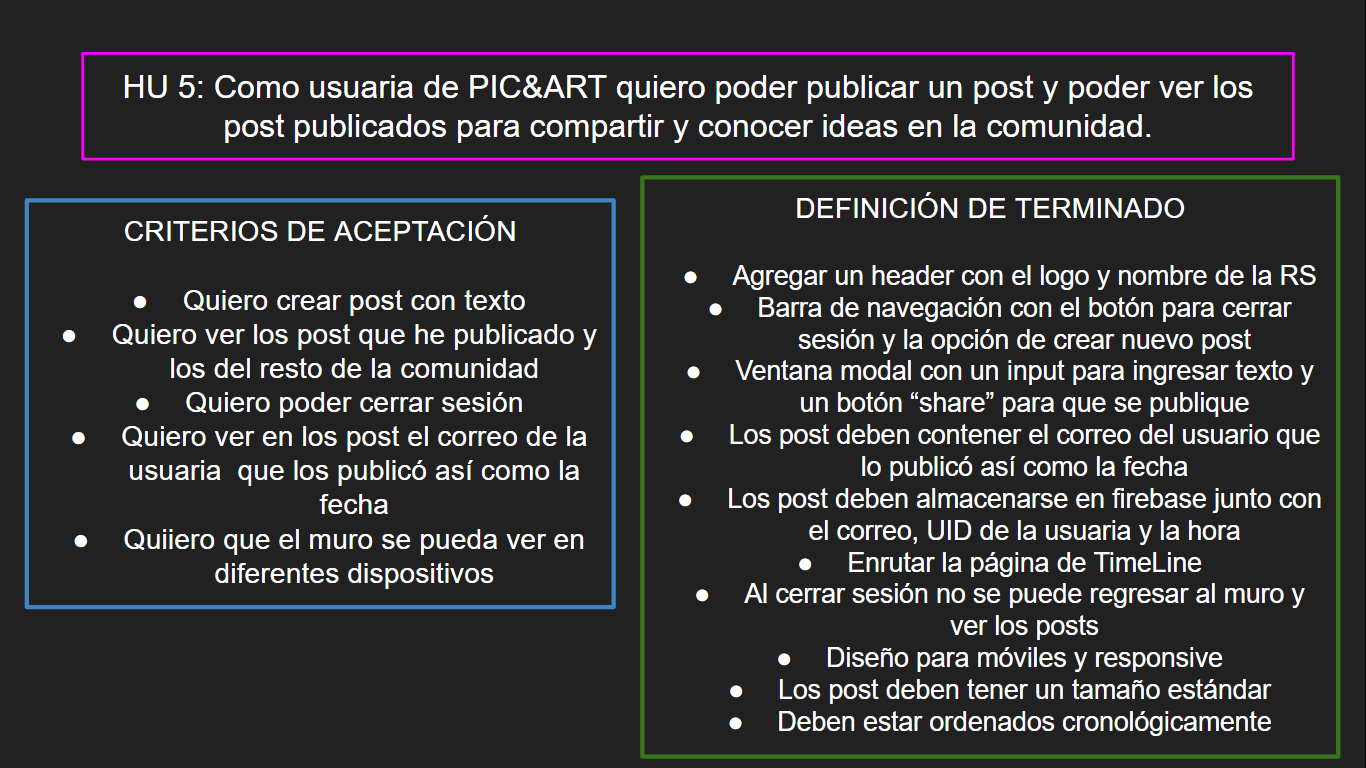 HU 5: Como usuaria de PIC&ART quiero poder publicar un post y poder ver los
post publicados para compartir y conocer ideas en la comunidad.
CRITERIOS DE ACEPTACIÓN
● Quiero crear post con texto
● Quiero ver los post que he publicado y
los del resto de la comunidad
● Quiero poder cerrar sesión
● Quiero ver en los post el correo de la
usuaria  que los publicó así como la
fecha
● Quiiero que el muro se pueda ver en
diferentes dispositivos
DEFINICIÓN DE TERMINADO
● Agregar un header con el logo y nombre de la RS
● Barra de navegación con el botón para cerrar
sesión y la opción de crear nuevo post
● Ventana modal con un input para ingresar texto y
un botón “share” para que se publique
● Los post deben contener el correo del usuario que
lo publicó así como la fecha
● Los post deben almacenarse en firebase junto con
el correo, UID de la usuaria y la hora
● Enrutar la página de TimeLine
● Al cerrar sesión no se puede regresar al muro y
ver los posts
● Diseño para móviles y responsive
● Los post deben tener un tamaño estándar
● Deben estar ordenados cronológicamente